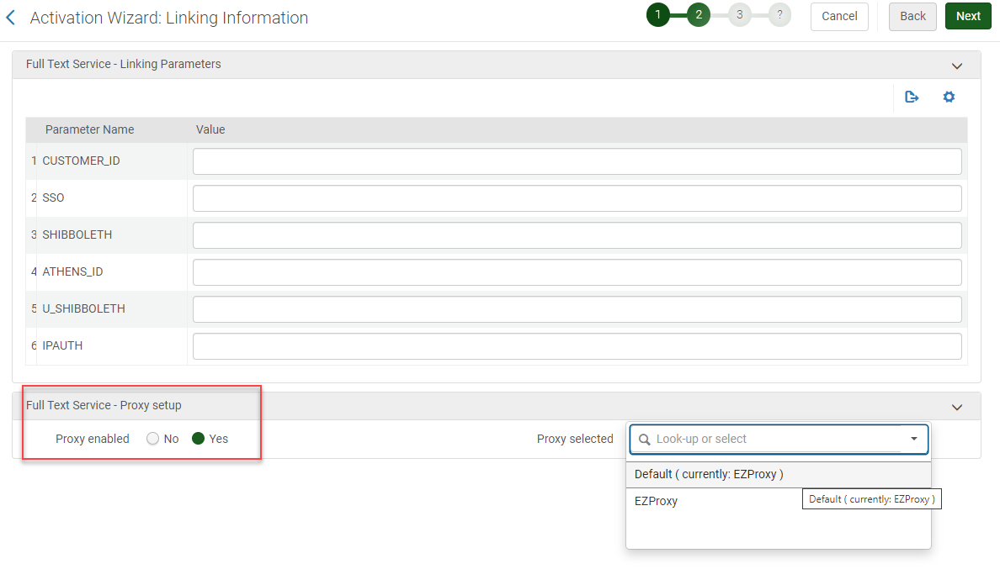 Activation Wizard: Linking Information
1 2 3 ?
Cancel Back Next
Full Text Service - Linking Parameters
Parameter Name Value
1 CUSTOMER_ID
2 SSO
3 SHIBBOLETH
4 ATHENS_ID
5 U_SHIBBOLETH
6 IPAUTH
Full Text Service - Proxy setup
Proxy enabled No Yes Proxy selected Look-up or select
Default ( currently: EZProxy )
EZProxy
Default ( currently: EZProxy )